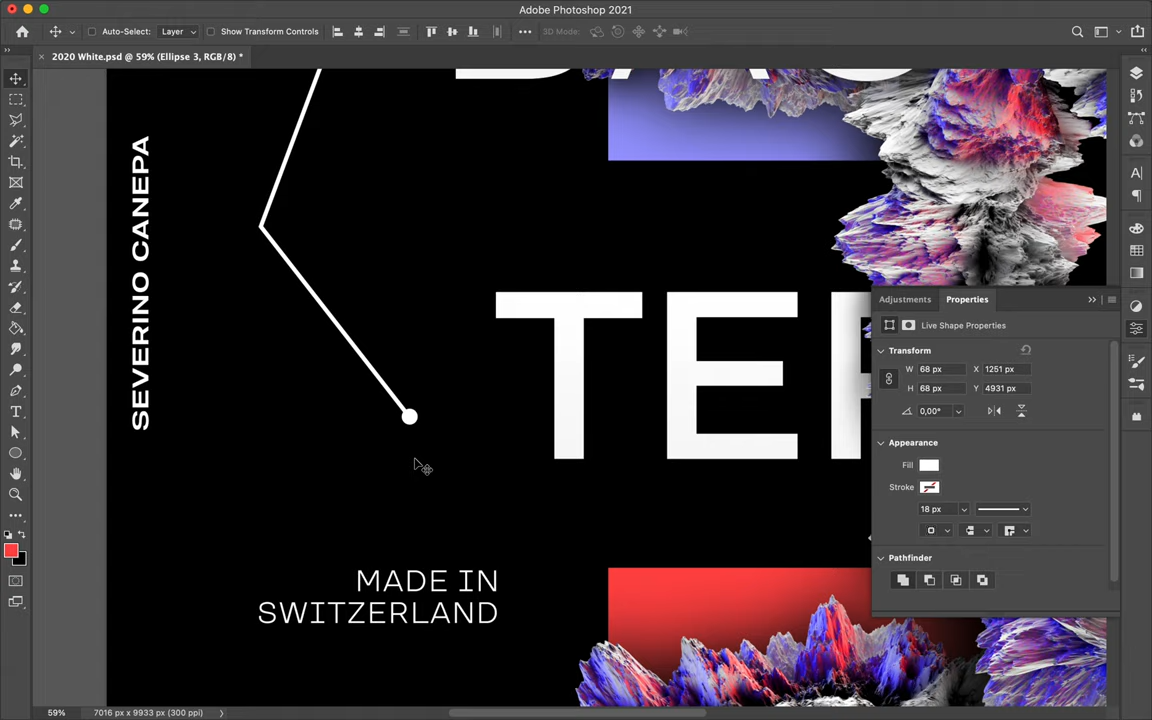 Adobe Photoshop 2021
Auto-Select:
Layer
Show Transform Controls
3D Mode:
2020 White.psd @ 59% (Ellipse 3, RGB/8) *
SEVERINO CANEPA
TER
MADE IN
SWITZERLAND
Adjustments
Properties
Live Shape Properties
Transform
W 68 px
X 1251 px
H 68 px
Y 4931 px
0,00°
Appearance
Fill
Stroke
18 px
Pathfinder
59%
7016 px x 9933 px (300 ppi)